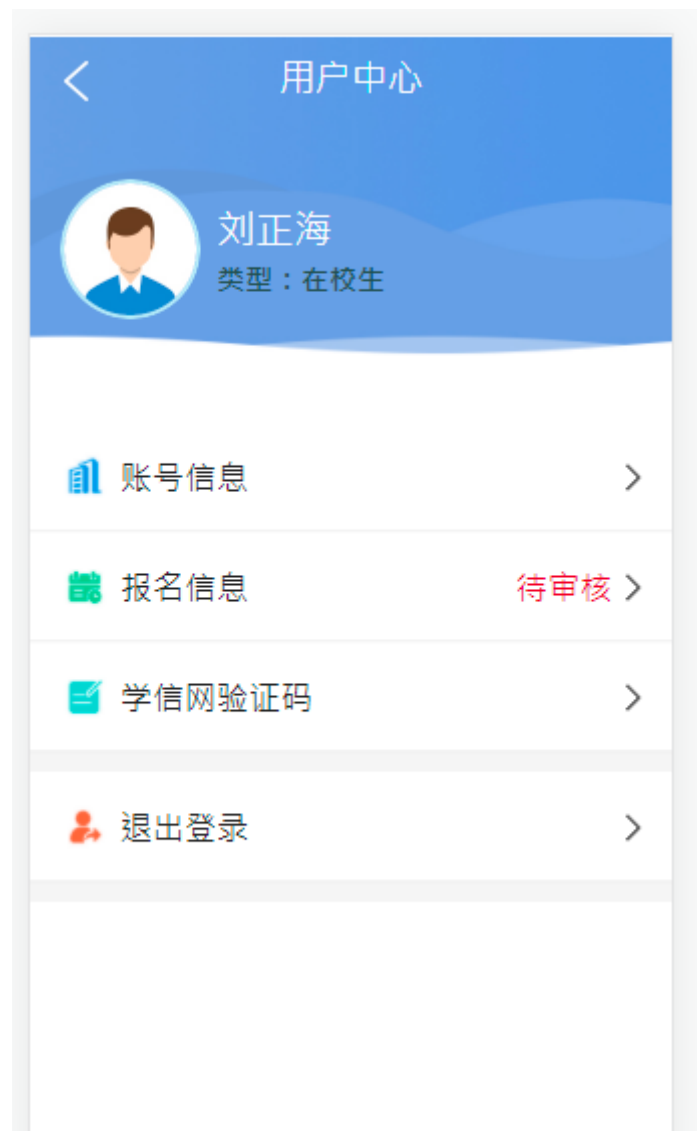 用户中心
刘正海
类型：在校生
账号信息
报名信息 待审核
学信网验证码
退出登录